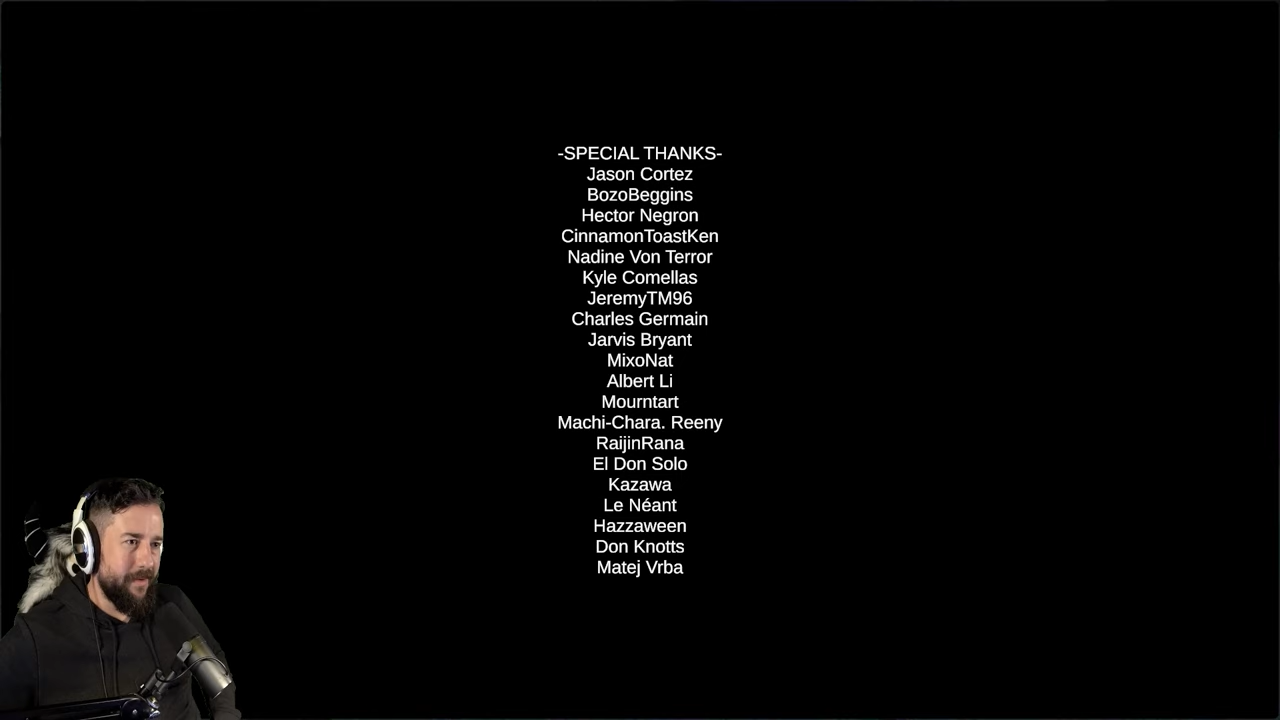 -SPECIAL THANKS-
Jason Cortez
BozoBeggins
Hector Negron
CinnamonToastKen
Nadine Von Terror
Kyle Comellas
JeremyTM96
Charles Germain
Jarvis Bryant
MixoNat
Albert Li
Mourntart
Machi-Chara. Reeny
RaijinRana
El Don Solo
Kazawa
Le Néant
Hazzaween
Don Knotts
Matej Vrba